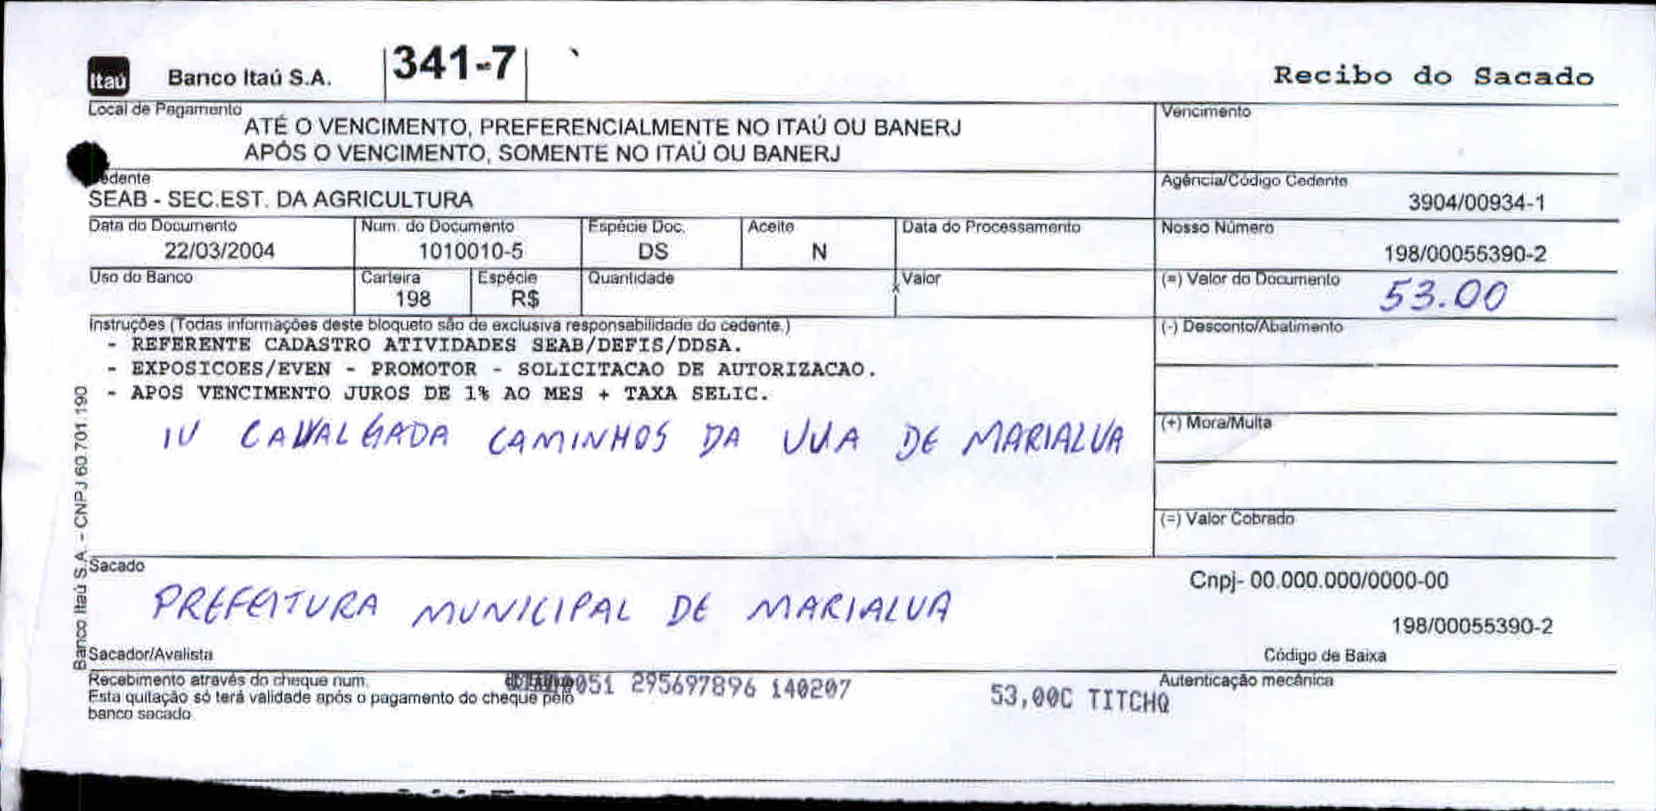 Itaú Banco Itaú S.A. 341-7 Recibo do Sacado
Local de Pagamento
ATÉ O VENCIMENTO, PREFERENCIALMENTE NO ITAÚ OU BANERJ
APÓS O VENCIMENTO, SOMENTE NO ITAÚ OU BANERJ
Vencimento
edente
SEAB - SEC.EST. DA AGRICULTURA
Agência/Código Cedente
3904/00934-1
Data do Documento Num. do Documento Espécie Doc. Aceite Data do Processamento Nosso Número
22/03/2004 1010010-5 DS N 198/00055390-2
Uso do Banco Carteira Espécie Quantidade Valor (=) Valor do Documento
198 R$ x 53.00
Instruções (Todas informações deste bloqueto são de exclusiva responsabilidade do cedente.) (-) Desconto/Abatimento
- REFERENTE CADASTRO ATIVIDADES SEAB/DEFIS/DDSA.
- EXPOSICOES/EVEN - PROMOTOR - SOLICITACAO DE AUTORIZACAO.
- APOS VENCIMENTO JUROS DE 1% AO MES + TAXA SELIC.
(+) Mora/Multa
IV CAVALGADA CAMINHOS DA UVA DE MARIALVA
(=) Valor Cobrado
Sacado
Cnpj- 00.000.000/0000-00
PREFEITURA MUNICIPAL DE MARIALVA
198/00055390-2
Sacador/Avalista Código de Baixa
Recebimento através do cheque num. Autenticação mecânica
Esta quitação só terá validade após o pagamento do cheque pelo
banco sacado
051 295697896 140207 53,00C TITCHQ
Banco Itaú S.A. - CNPJ 60.701.190